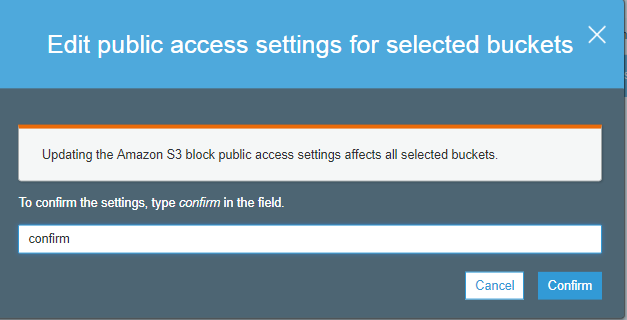 Edit public access settings for selected buckets
Updating the Amazon S3 block public access settings affects all selected buckets.
To confirm the settings, type confirm in the field.
confirm
Cancel
Confirm